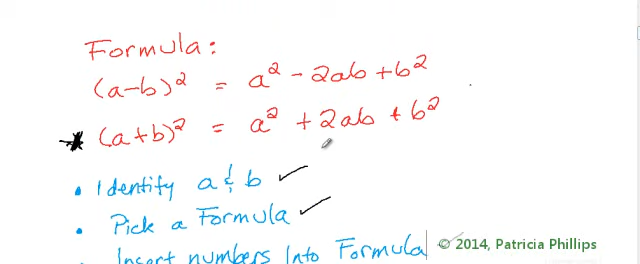 Formula:
(a-b)² = a² - 2ab + b²
* (a+b)² = a² + 2ab + b²
• Identify a & b ✓
• Pick a Formula ✓
• Insert numbers into Formula
© 2014, Patricia Phillips